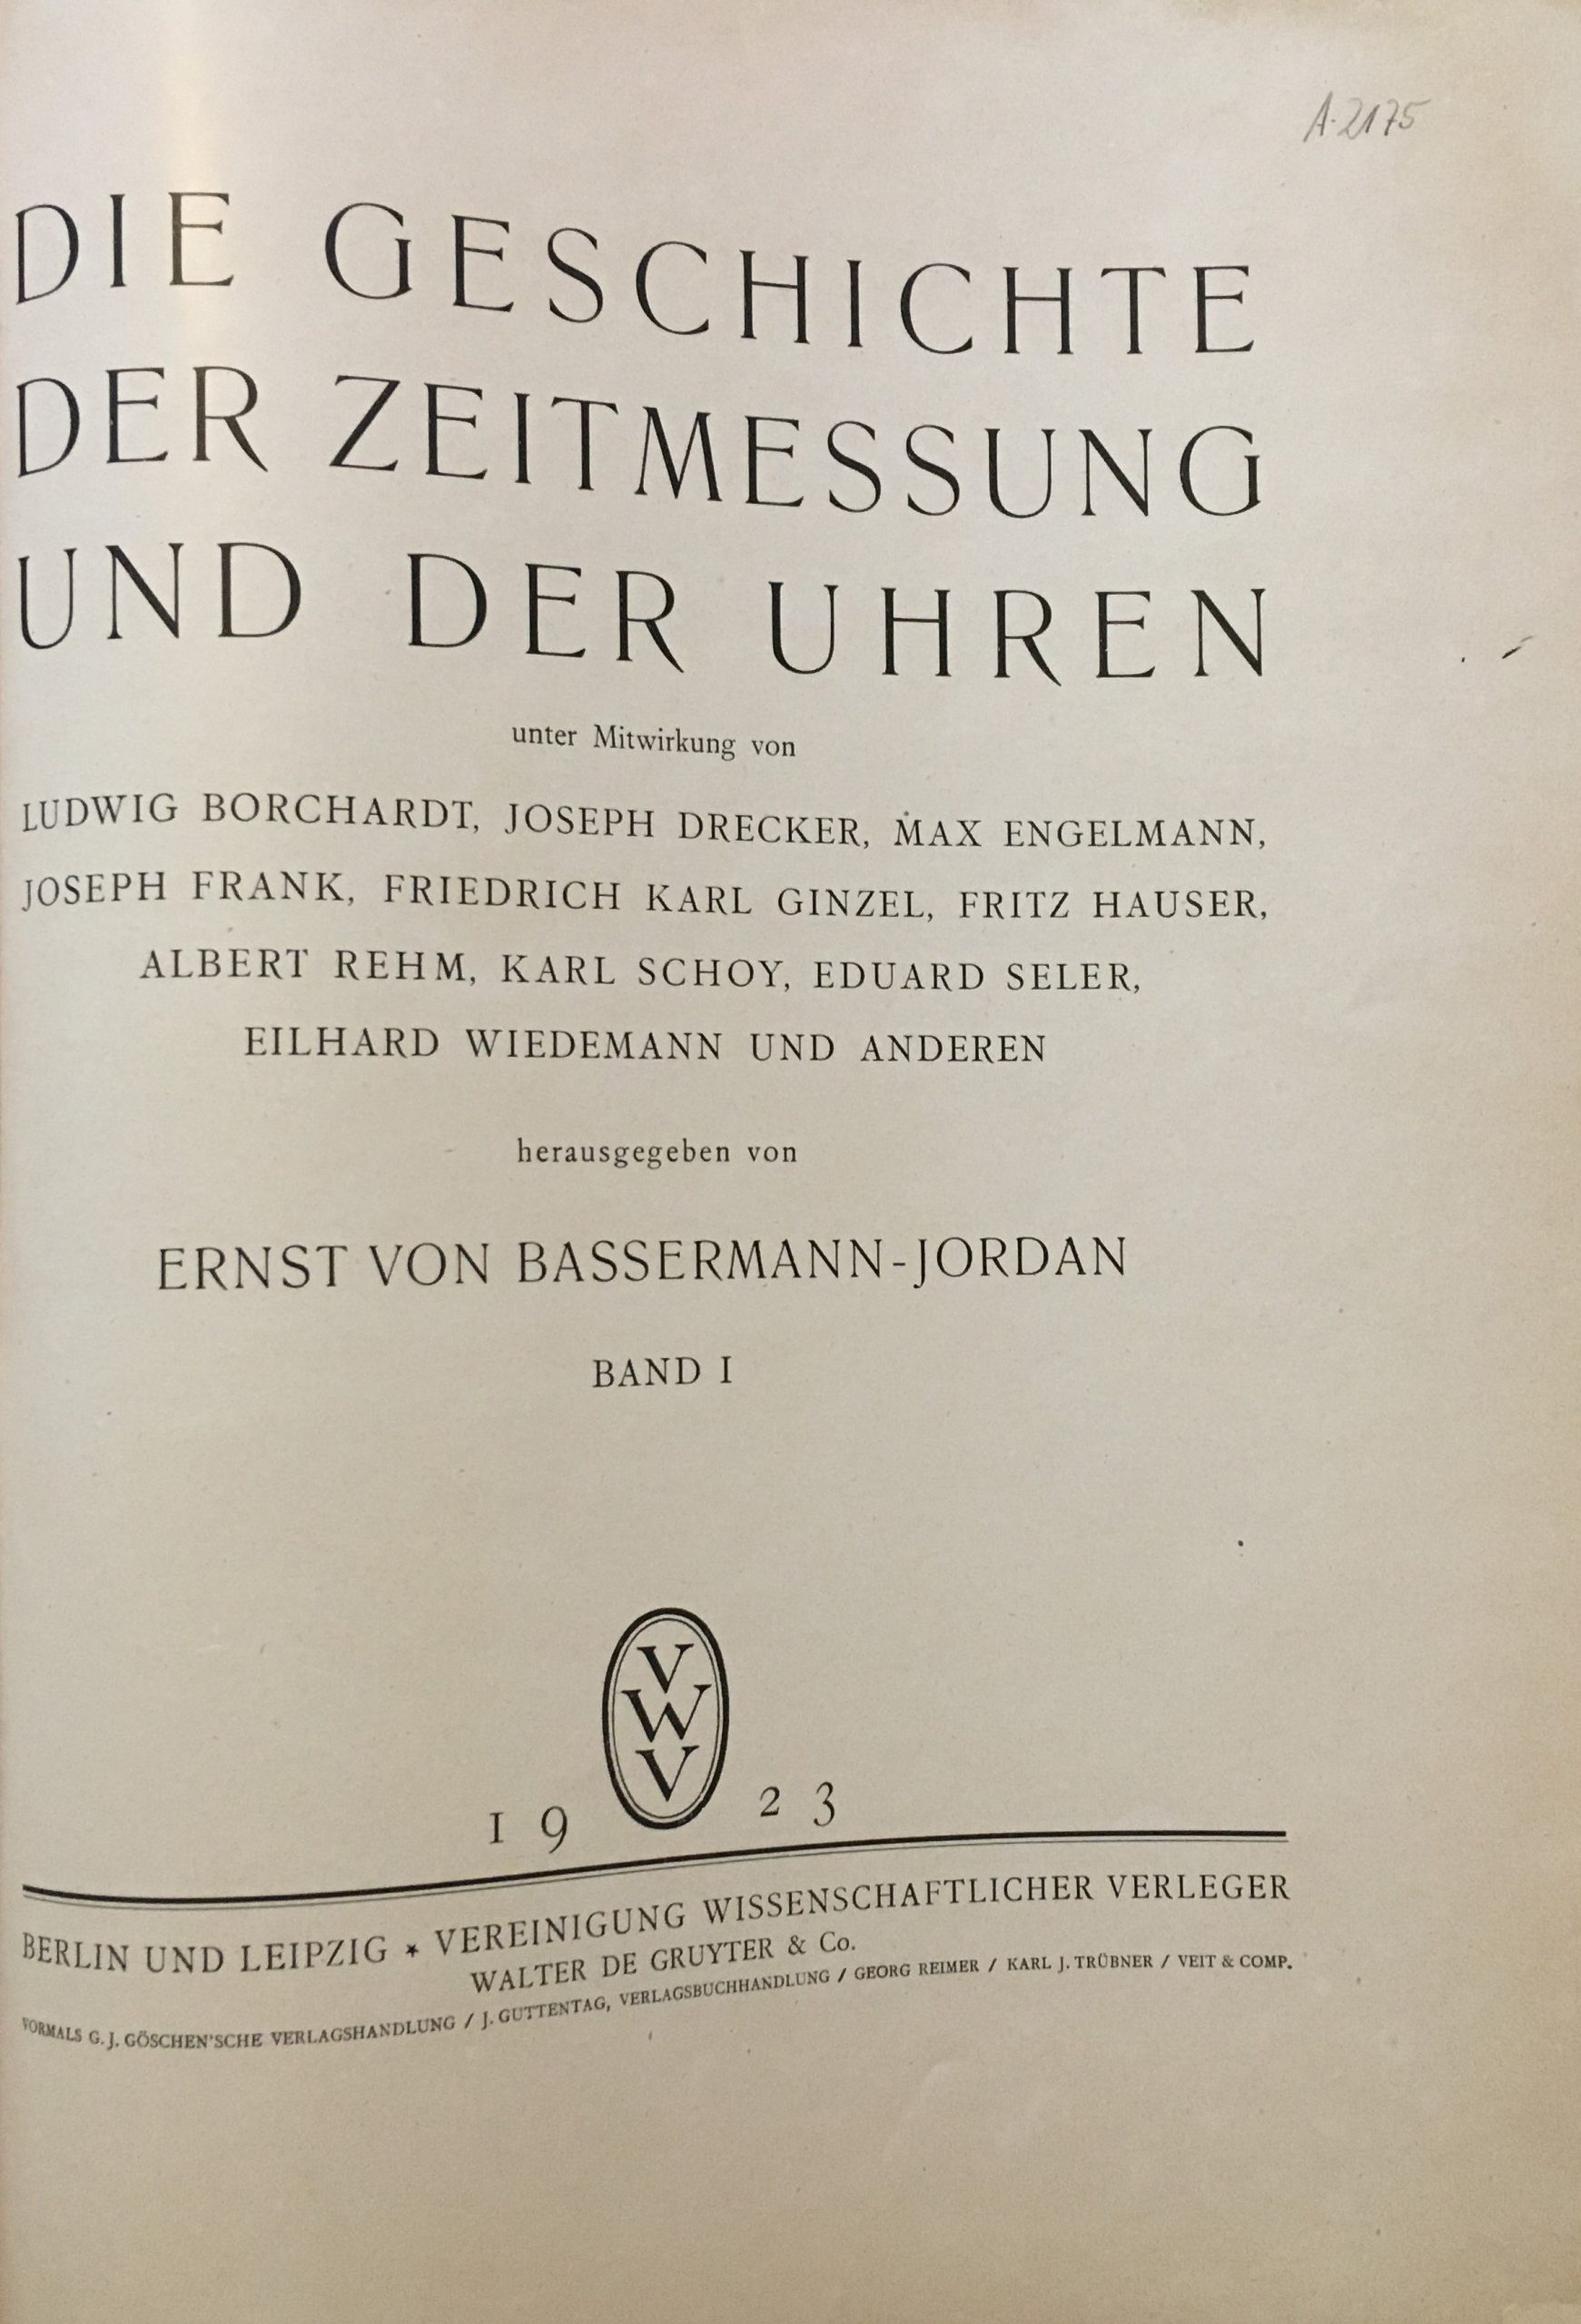 A.2175
DIE GESCHICHTE
DER ZEITMESSUNG
UND DER UHREN
unter Mitwirkung von
LUDWIG BORCHARDT, JOSEPH DRECKER, MAX ENGELMANN,
JOSEPH FRANK, FRIEDRICH KARL GINZEL, FRITZ HAUSER,
ALBERT REHM, KARL SCHOY, EDUARD SELER,
EILHARD WIEDEMANN UND ANDEREN
herausgegeben von
ERNST VON BASSERMANN-JORDAN
BAND I
V
W
V
19 23
BERLIN UND LEIPZIG ★ VEREINIGUNG WISSENSCHAFTLICHER VERLEGER
WALTER DE GRUYTER & Co.
VORMALS G. J. GÖSCHEN'SCHE VERLAGSHANDLUNG / J. GUTTENTAG, VERLAGSBUCHHANDLUNG / GEORG REIMER / KARL J. TRÜBNER / VEIT & COMP.